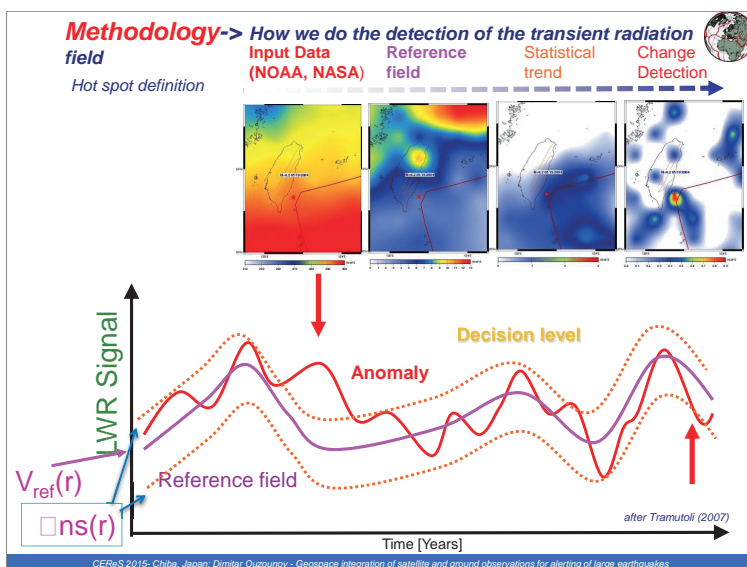 Methodology-> How we do the detection of the transient radiation
field
Hot spot definition
Input Data
(NOAA, NASA)
Reference
field
Statistical
trend
Change
Detection
LWR Signal
Decision level
Anomaly
Reference field
Vref(r)
□ns(r)
after Tramutoli (2007)
Time [Years]
CEReS 2015- Chiba, Japan: Dimitar Ouzounov - Geospace integration of satellite and ground observations for alerting of large earthquakes